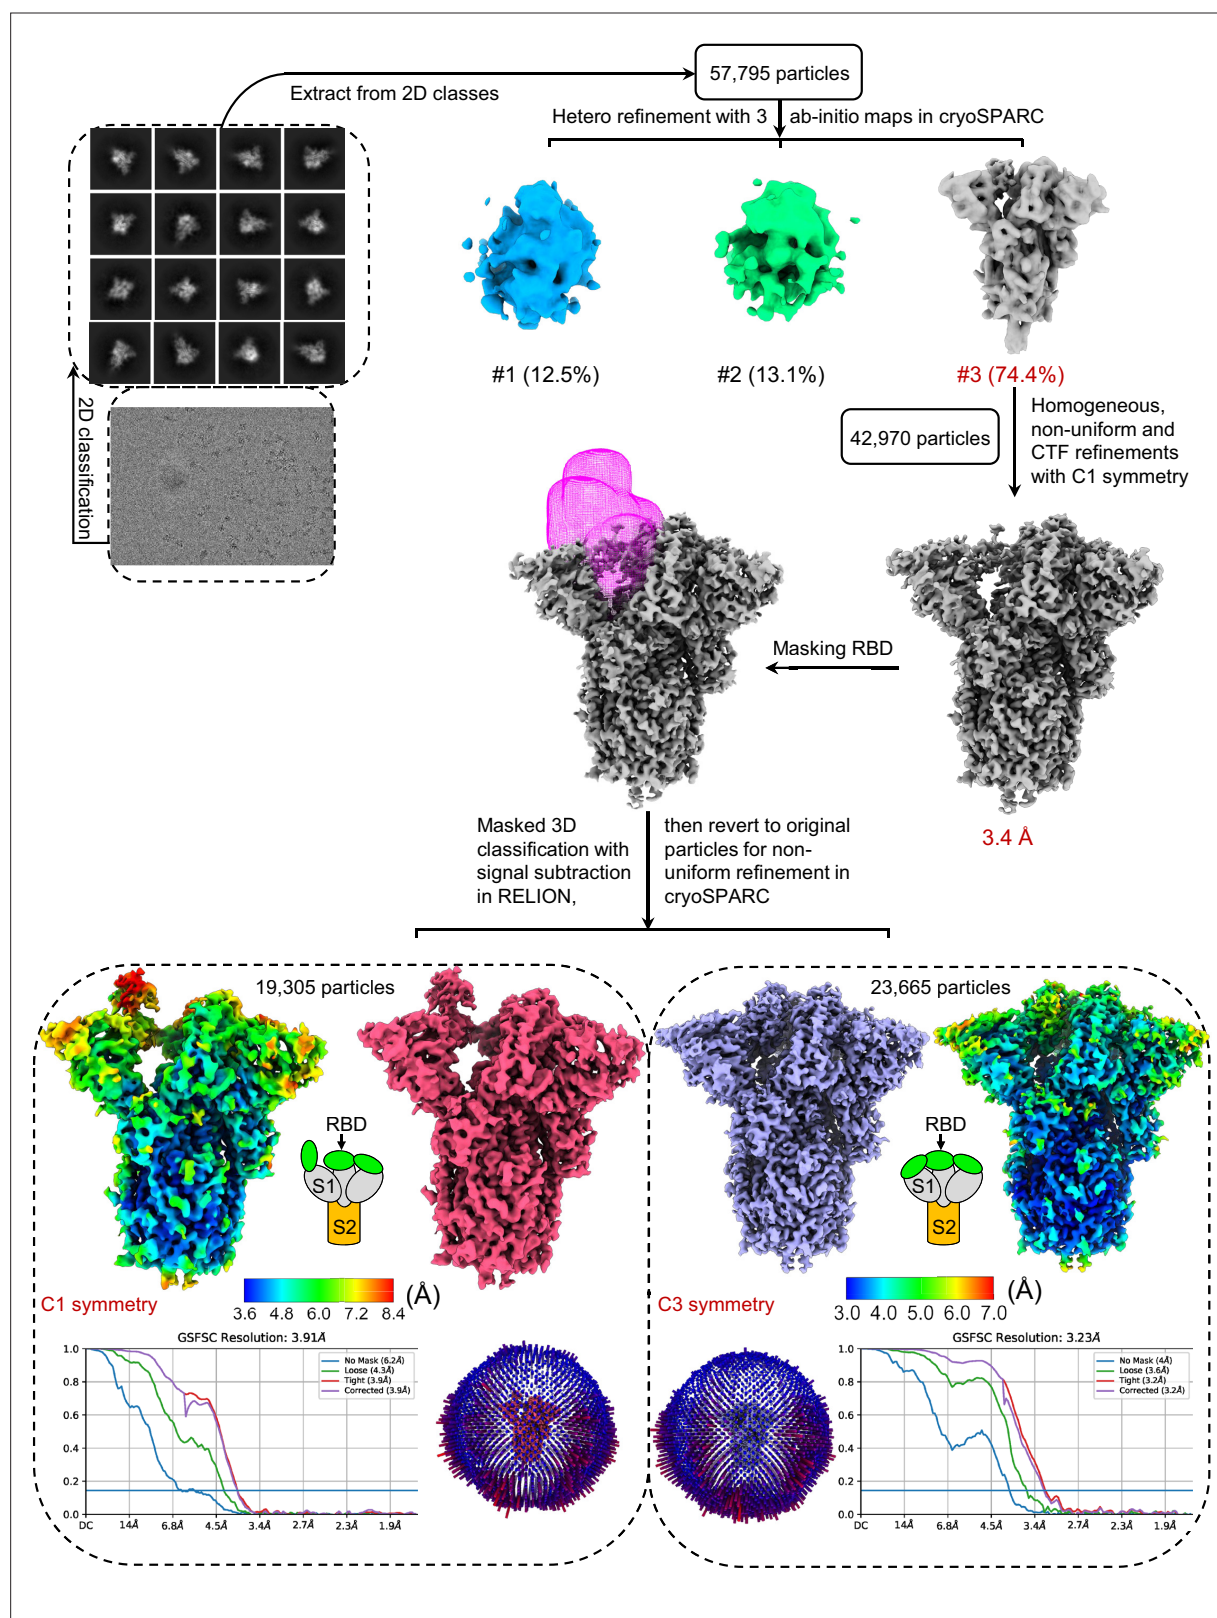 57,795 particles
Extract from 2D classes
Hetero refinement with 3 ab-initio maps in cryoSPARC
#1 (12.5%)
#2 (13.1%)
#3 (74.4%)
2D classification
42,970 particles
Homogeneous,
non-uniform and
CTF refinements
with C1 symmetry
Masking RBD
3.4 Å
Masked 3D
classification with
signal subtraction
in RELION,
then revert to original
particles for non-
uniform refinement in
cryoSPARC
19,305 particles
RBD
S1
S2
3.6 4.8 6.0 7.2 8.4 (Å)
C1 symmetry
GSFSC Resolution: 3.91Å
No Mask (6.2Å)
Loose (4.3Å)
Tight (3.9Å)
Corrected (3.9Å)
1.0
0.8
0.6
0.4
0.2
0.0
DC 14Å 6.8Å 4.5Å 3.4Å 2.7Å 2.3Å 1.9Å
23,665 particles
RBD
S1
S2
3.0 4.0 5.0 6.0 7.0 (Å)
C3 symmetry
GSFSC Resolution: 3.23Å
No Mask (4Å)
Loose (3.6Å)
Tight (3.2Å)
Corrected (3.2Å)
1.0
0.8
0.6
0.4
0.2
0.0
DC 14Å 6.8Å 4.5Å 3.4Å 2.7Å 2.3Å 1.9Å